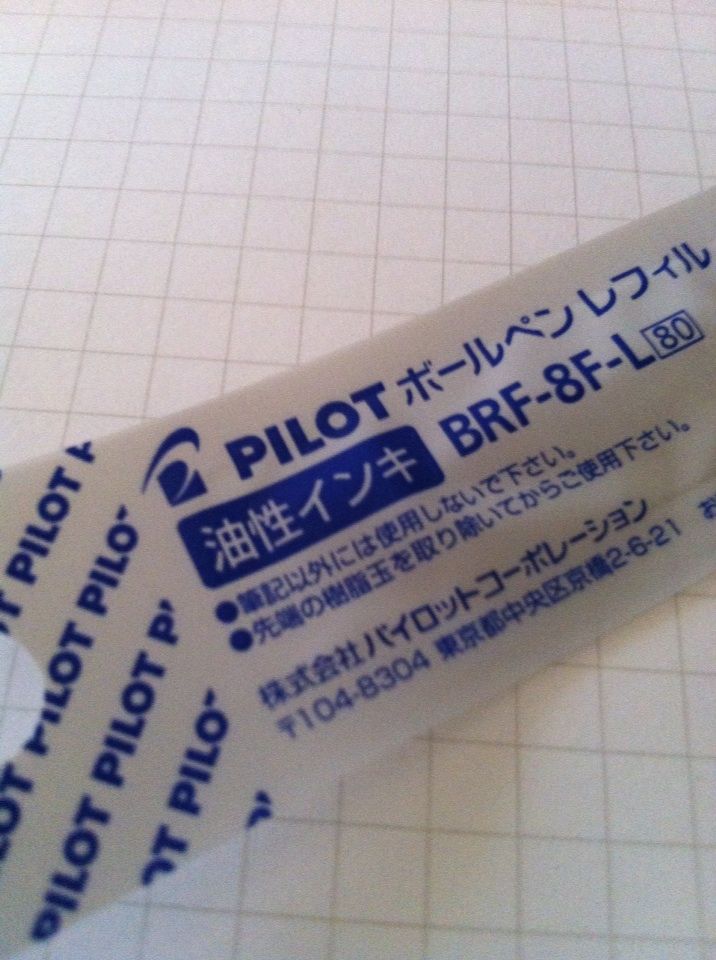 PILOT ボールペン レフィル
油性インキ BRF-8F-L 80
●筆記以外には使用しないで下さい。
●先端の樹脂玉を取り除いてからご使用下さい。
株式会社 パイロットコーポレーション
〒104-8304 東京都中央区京橋2-6-21 お
PILOT
PILOT PILO
PILOT PILOT
PILOT PILO